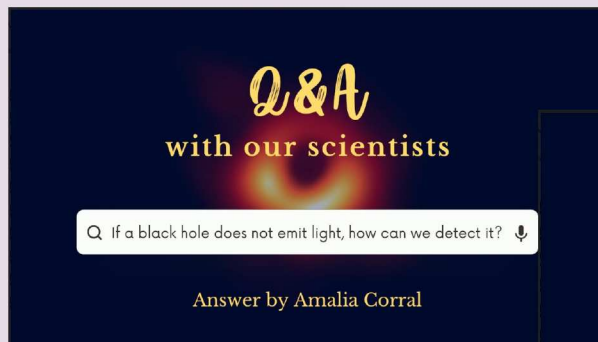 Q&A
with our scientists
If a black hole does not emit light, how can we detect it?
Answer by Amalia Corral